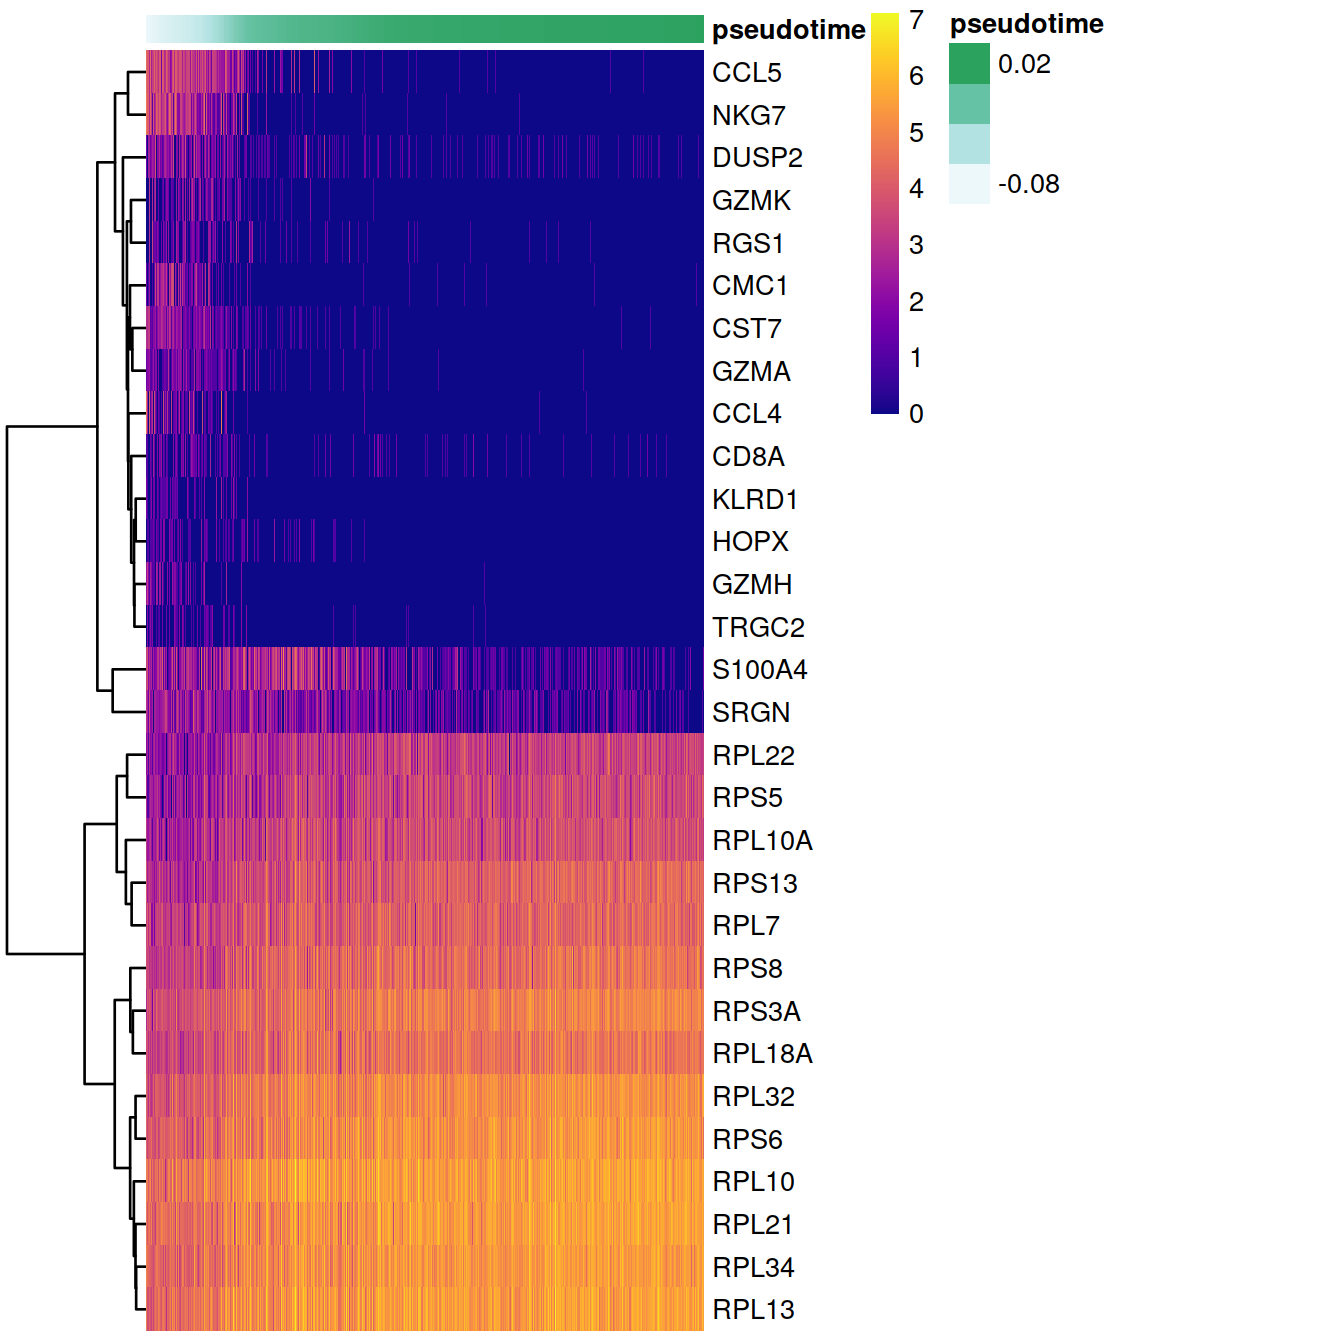 pseudotime
CCL5
NKG7
DUSP2
GZMK
RGS1
CMC1
CST7
GZMA
CCL4
CD8A
KLRD1
HOPX
GZMH
TRGC2
S100A4
SRGN
RPL22
RPS5
RPL10A
RPS13
RPL7
RPS8
RPS3A
RPL18A
RPL32
RPS6
RPL10
RPL21
RPL34
RPL13
7
6
5
4
3
2
1
0
pseudotime
0.02
-0.08